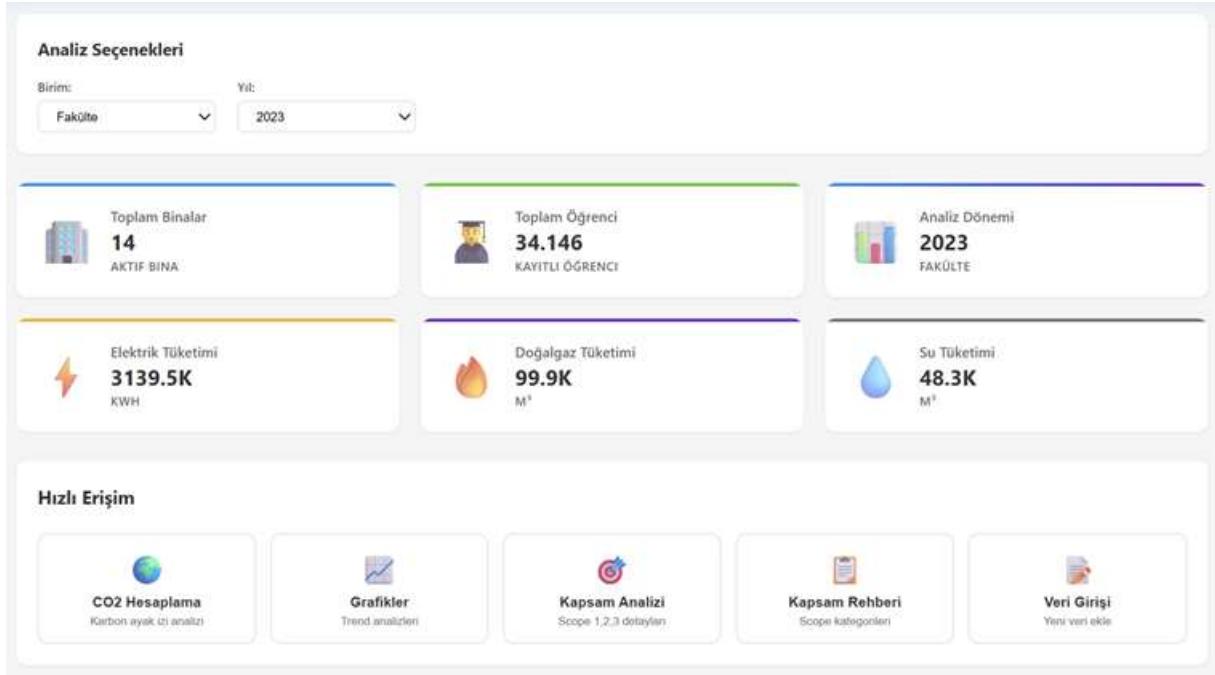 Analiz Seçenekleri
Birim: Yıl:
Fakülte 2023
Toplam Binalar
14
AKTIF BINA
Toplam Öğrenci
34.146
KAYITLI ÖĞRENCI
Analiz Dönemi
2023
FAKÜLTE
Elektrik Tüketimi
3139.5K
KWH
Doğalgaz Tüketimi
99.9K
M³
Su Tüketimi
48.3K
M³
Hızlı Erişim
CO2 Hesaplama
Karbon ayak izi analizi
Grafikler
Trend analizleri
Kapsam Analizi
Scope 1,2,3 detayları
Kapsam Rehberi
Scope kategorileri
Veri Girişi
Yeni veri ekle